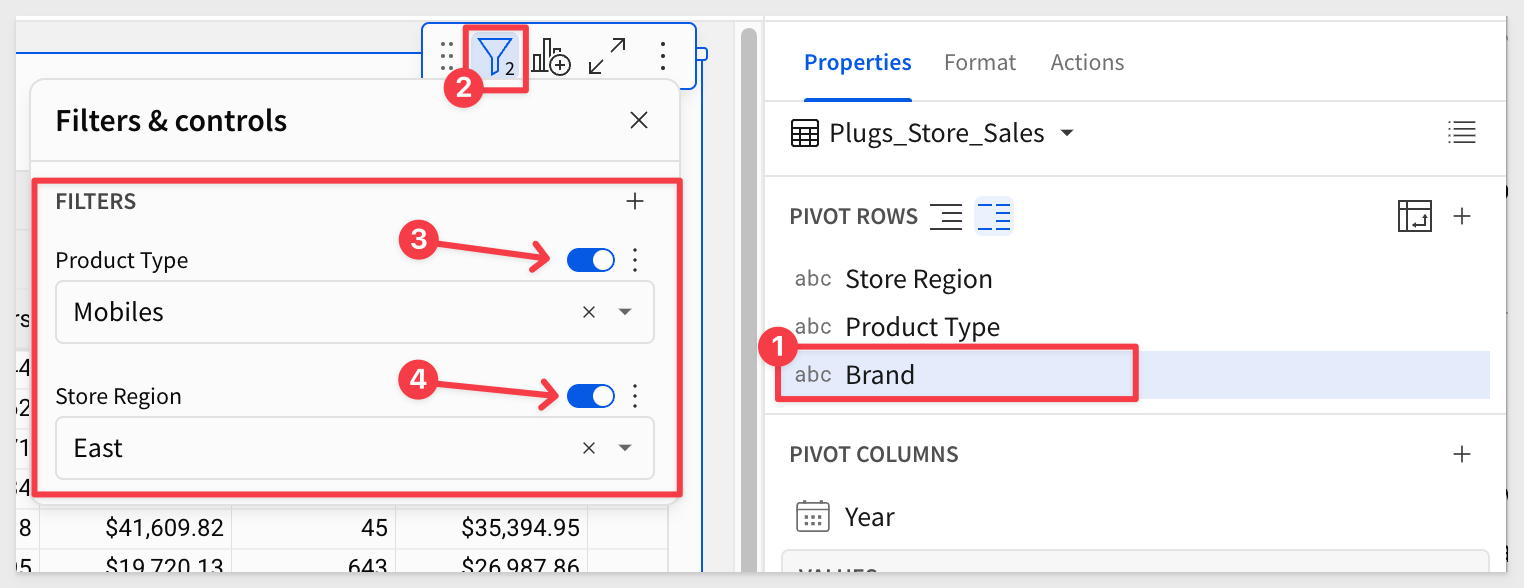 2
2
Filters & controls
FILTERS
3
Product Type
Mobiles
4
Store Region
East
$41,609.82 45 $35,394.95
$19,720.13 643 $26,987.86
Properties Format Actions
Plugs_Store_Sales
PIVOT ROWS
abc Store Region
abc Product Type
1
abc Brand
PIVOT COLUMNS
Year
VALUES